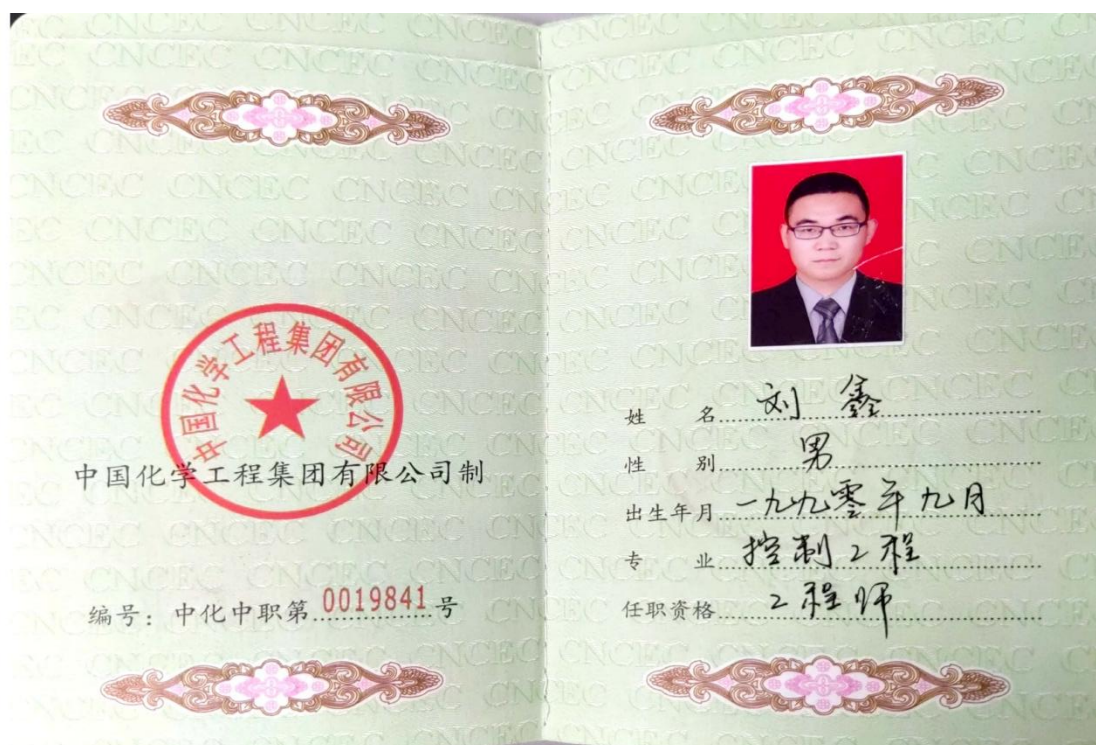 中国化学工程集团有限公司
中国化学工程集团有限公司制
编号：中化中职第0019841号
姓名 刘鑫
性别 男
出生年月 一九九零年九月
专业 控制工程
任职资格 工程师
CNCEC